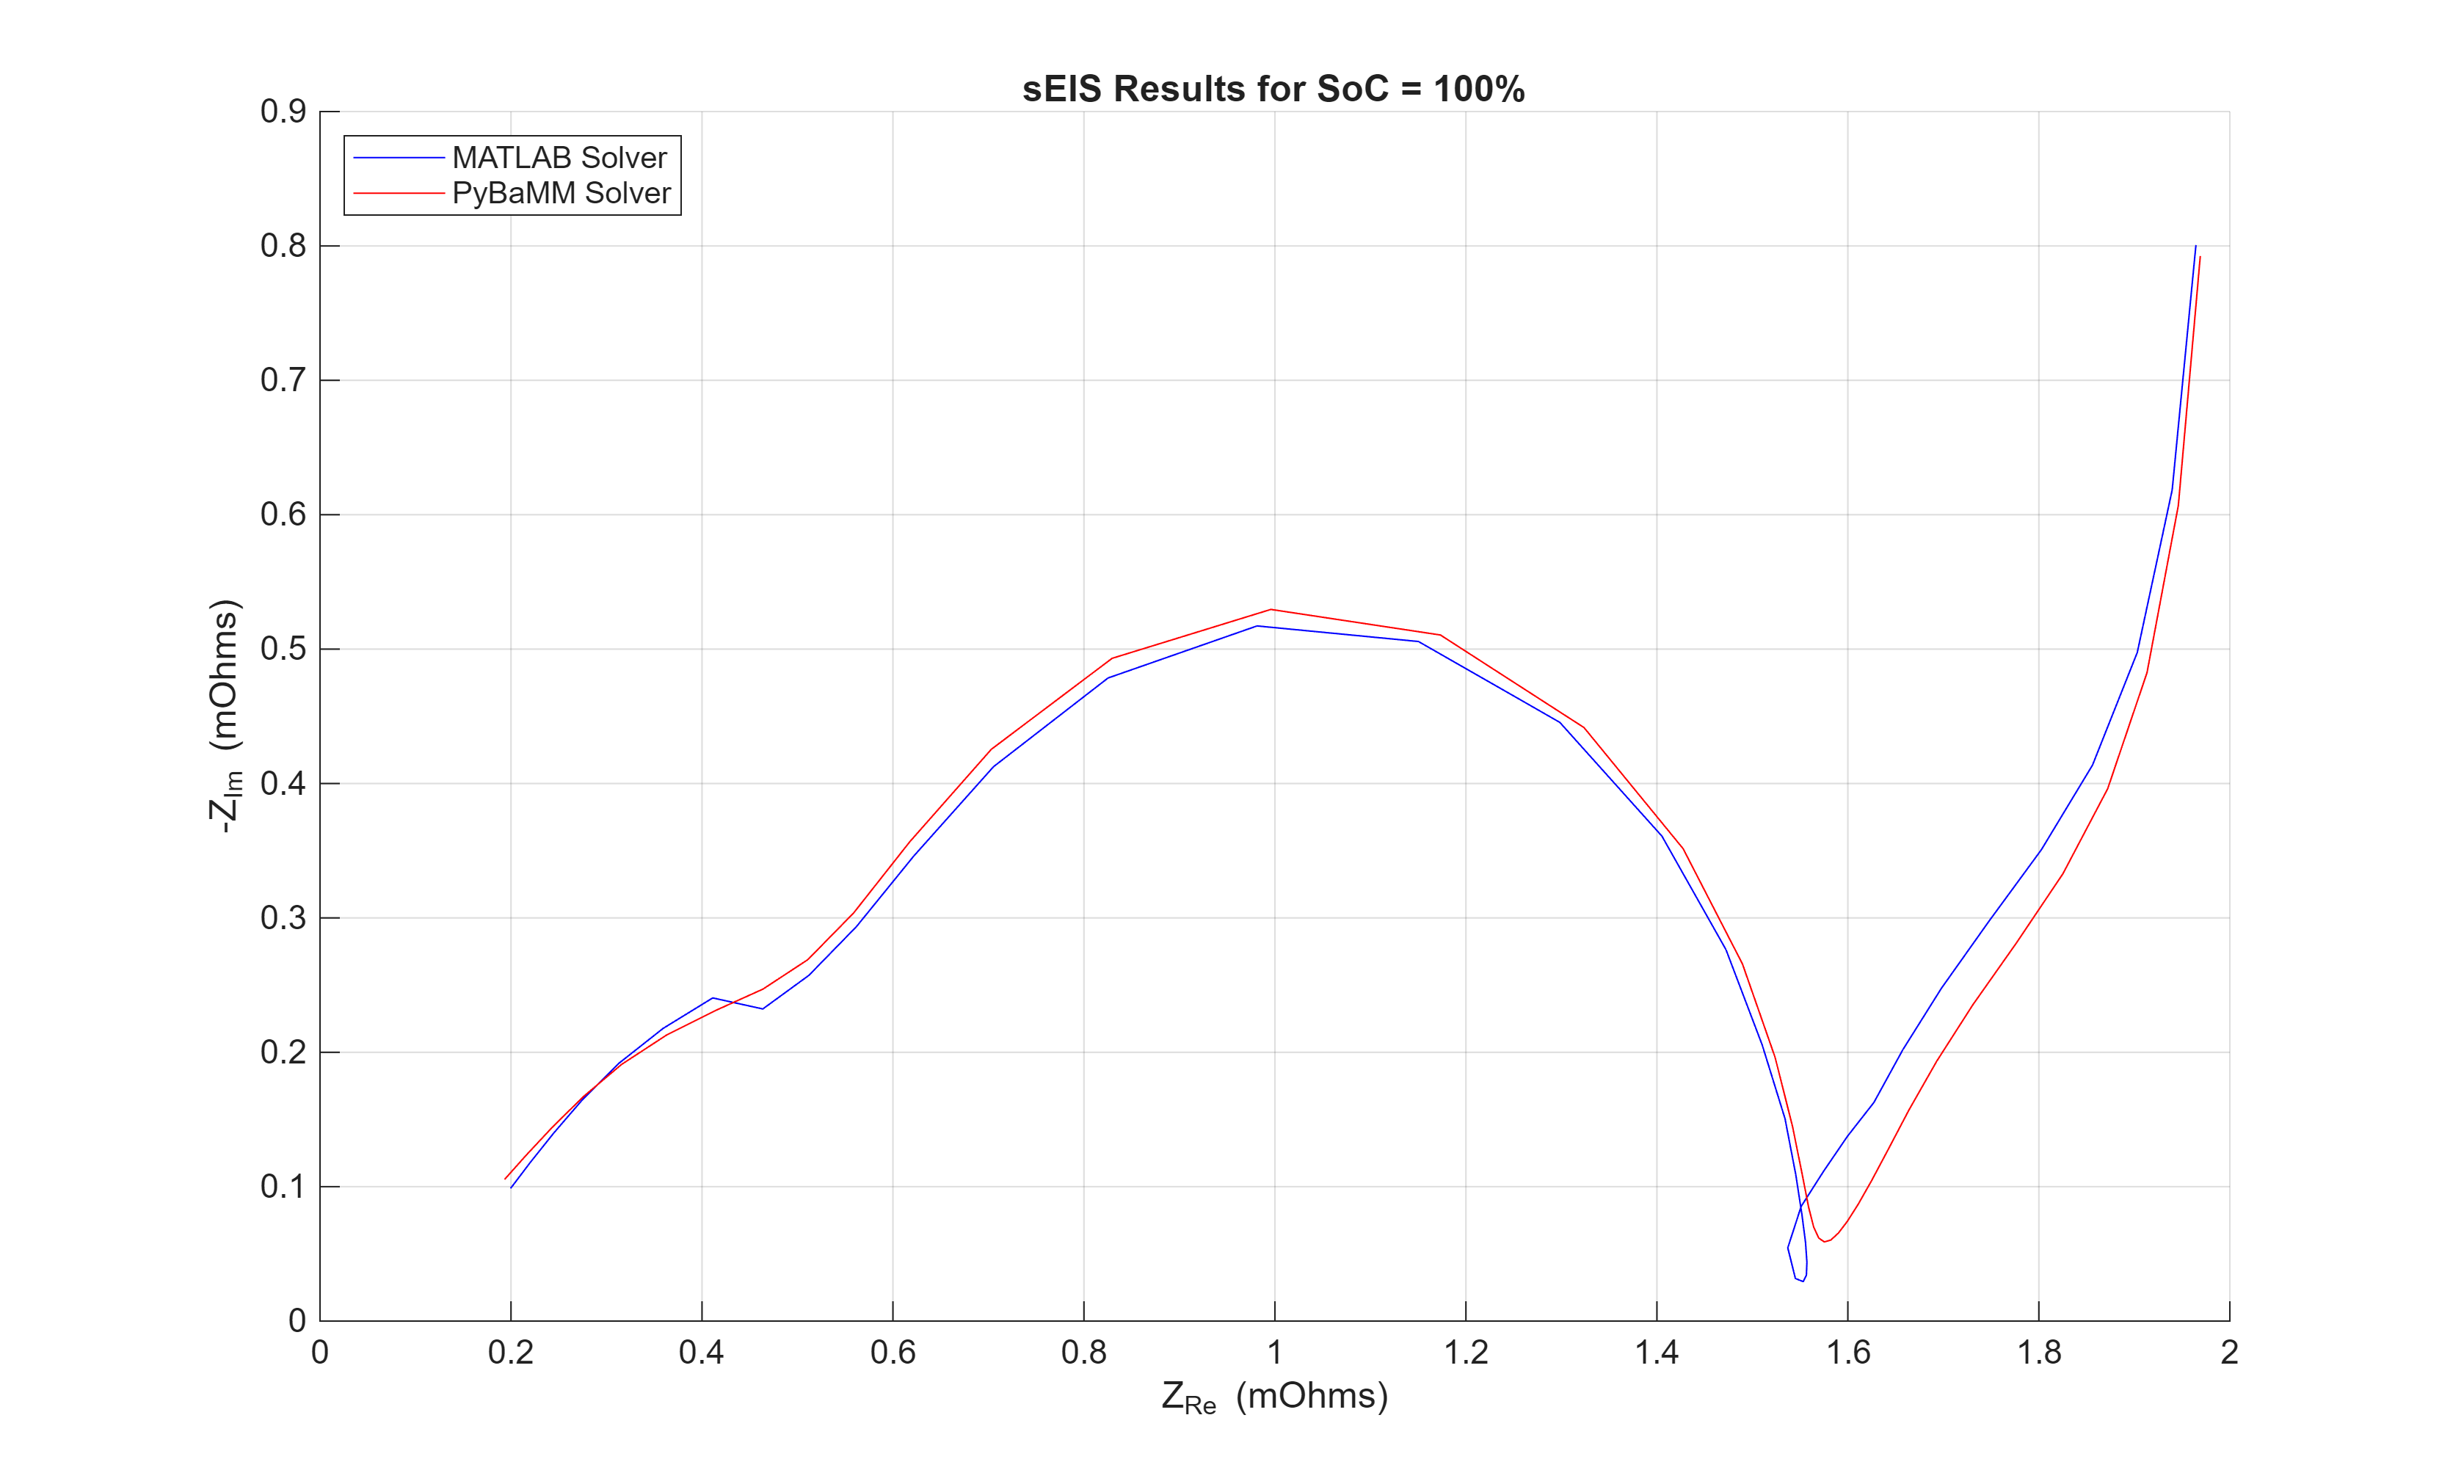 sEIS Results for SoC = 100%
MATLAB Solver
PyBaMM Solver
0.9
0.8
0.7
0.6
0.5
0.4
0.3
0.2
0.1
0
-Z_Im (mOhms)
0 0.2 0.4 0.6 0.8 1 1.2 1.4 1.6 1.8 2
Z_Re (mOhms)